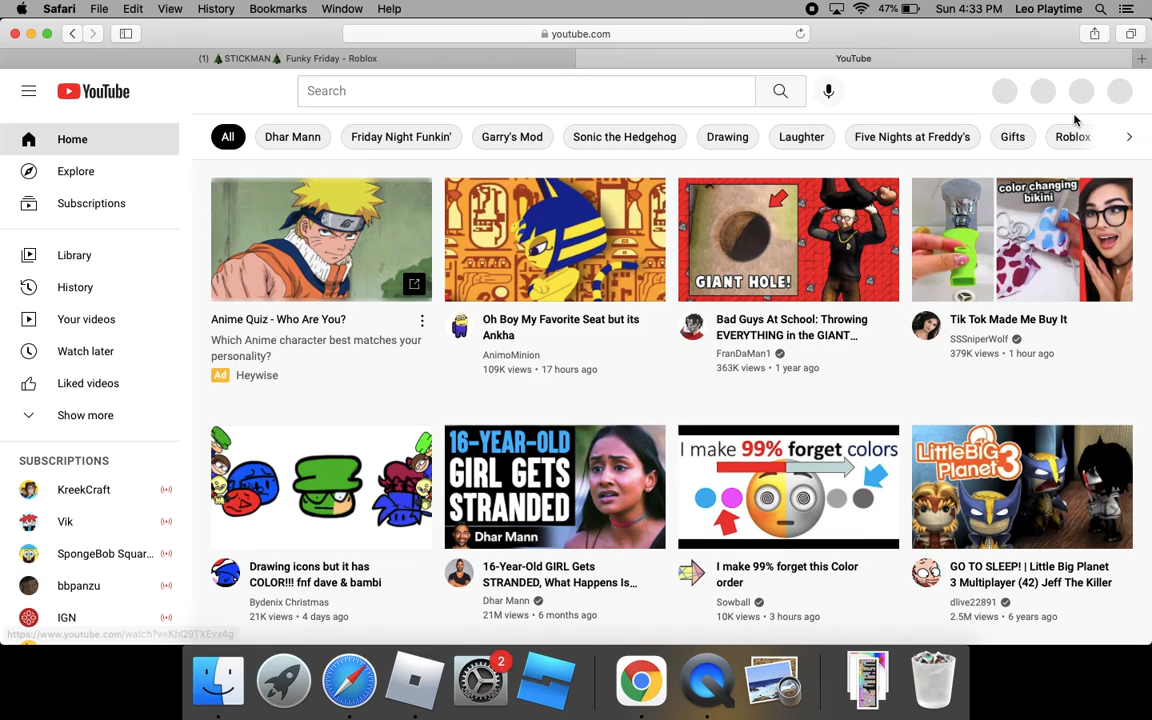 Safari File Edit View History Bookmarks Window Help 47% Sun 4:33 PM Leo Playtime
youtube.com
(1) 🎄STICKMAN🎄 Funky Friday - Roblox YouTube
YouTube Search
All Dhar Mann Friday Night Funkin' Garry's Mod Sonic the Hedgehog Drawing Laughter Five Nights at Freddy's Gifts Roblox
Home
Explore
Subscriptions
Library
History
Your videos
Watch later
Liked videos
Show more
SUBSCRIPTIONS
KreekCraft
Vik
SpongeBob Squar...
bbpanzu
IGN
https://www.youtube.com/watch?v=KhQ9TXEvx4g
Anime Quiz - Who Are You?
Which Anime character best matches your
personality?
Ad Heywise
Oh Boy My Favorite Seat but its
Ankha
AnimoMinion
109K views • 17 hours ago
GIANT HOLE!
Bad Guys At School: Throwing
EVERYTHING in the GIANT...
FranDaMan1
363K views • 1 year ago
color changing
bikini
Tik Tok Made Me Buy It
SSSniperWolf
379K views • 1 hour ago
Drawing icons but it has
COLOR!!! fnf dave & bambi
Bydenix Christmas
21K views • 4 days ago
16-YEAR-OLD
GIRL GETS
STRANDED
Dhar Mann
16-Year-Old GIRL Gets
STRANDED, What Happens Is...
Dhar Mann
21M views • 6 months ago
I make 99% forget colors
I make 99% forget this Color
order
Sowball
10K views • 3 hours ago
LittleBIG
Planet
3
GO TO SLEEP! | Little Big Planet
3 Multiplayer (42) Jeff The Killer
dlive22891
2.5M views • 6 years ago
2